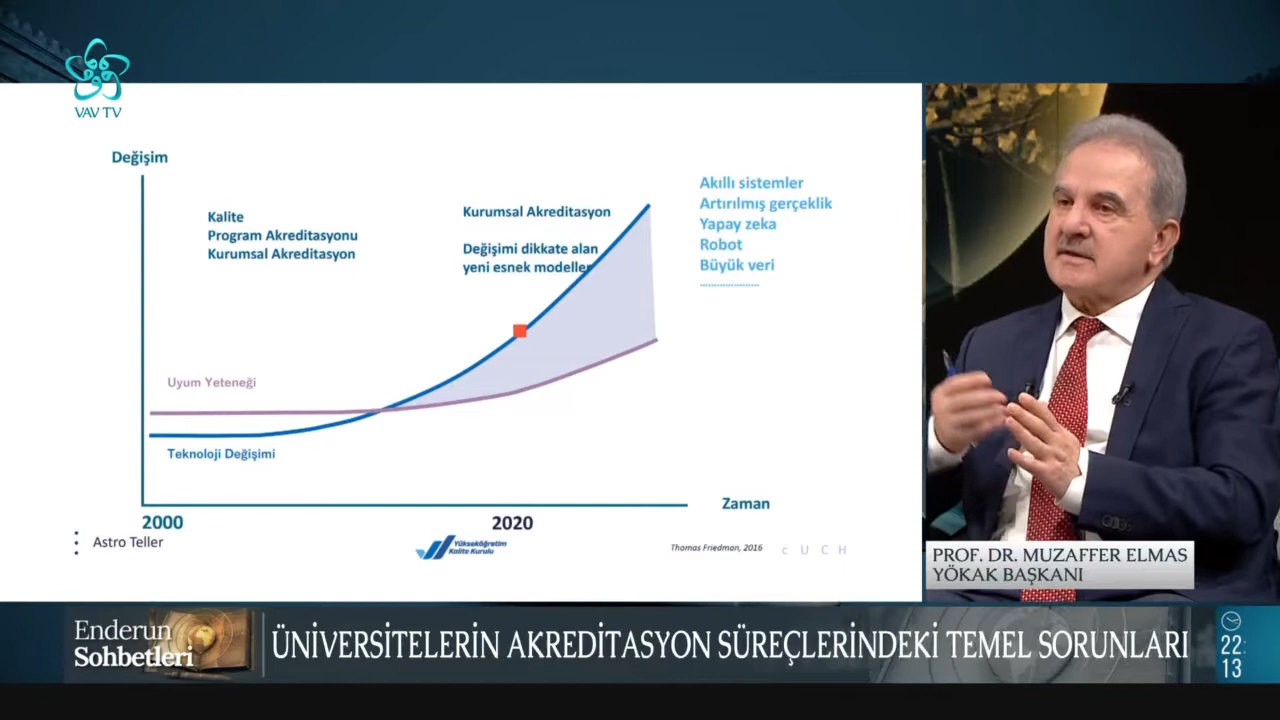 VAV TV
Değişim
Kalite
Program Akreditasyonu
Kurumsal Akreditasyon
Kurumsal Akreditasyon
Değişimi dikkate alan
yeni esnek modeller
Akıllı sistemler
Artırılmış gerçeklik
Yapay zeka
Robot
Büyük veri
.....................
Uyum Yeteneği
Teknoloji Değişimi
Zaman
2000
2020
Astro Teller
Yükseköğretim
Kalite Kurulu
Thomas Friedman, 2016
c U C H
PROF. DR. MUZAFFER ELMAS
YÖKAK BAŞKANI
Enderun
Sohbetleri
ÜNİVERSİTELERİN AKREDİTASYON SÜREÇLERİNDEKİ TEMEL SORUNLARI
22:
13